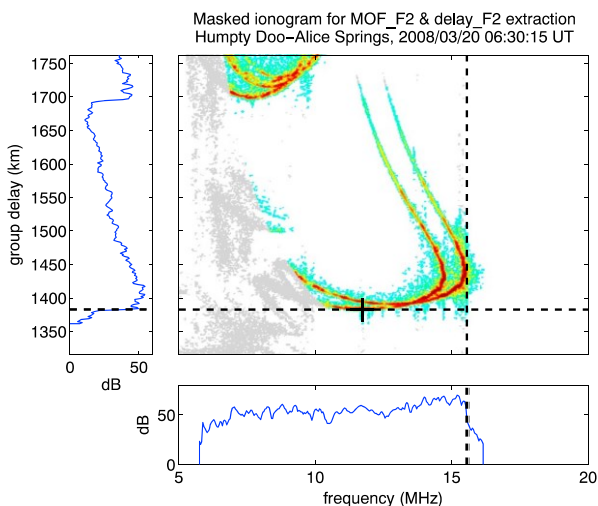 Masked ionogram for MOF_F2 & delay_F2 extraction
Humpty Doo−Alice Springs, 2008/03/20 06:30:15 UT
1750
1700
1650
1600
1550
1500
1450
1400
1350
group delay (km)
0 50
dB
50
0
dB
5 10 15 20
frequency (MHz)